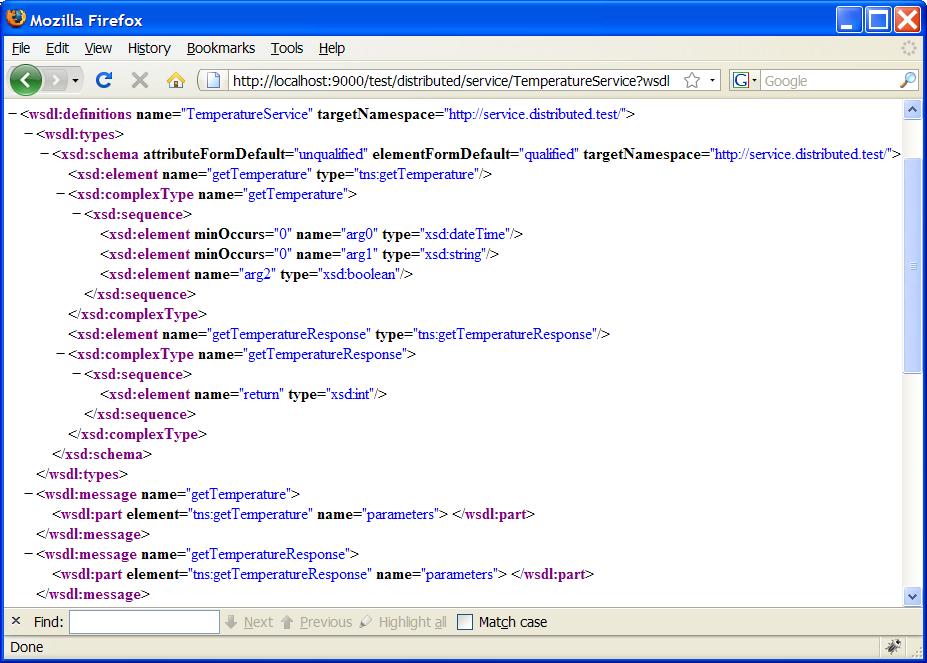 Mozilla Firefox
File Edit View History Bookmarks Tools Help
http://localhost:9000/test/distributed/service/TemperatureService?wsdl G Google
− <wsdl:definitions name="TemperatureService" targetNamespace="http://service.distributed.test/">
− <wsdl:types>
− <xsd:schema attributeFormDefault="unqualified" elementFormDefault="qualified" targetNamespace="http://service.distributed.test/">
<xsd:element name="getTemperature" type="tns:getTemperature"/>
− <xsd:complexType name="getTemperature">
− <xsd:sequence>
<xsd:element minOccurs="0" name="arg0" type="xsd:dateTime"/>
<xsd:element minOccurs="0" name="arg1" type="xsd:string"/>
<xsd:element name="arg2" type="xsd:boolean"/>
</xsd:sequence>
</xsd:complexType>
<xsd:element name="getTemperatureResponse" type="tns:getTemperatureResponse"/>
− <xsd:complexType name="getTemperatureResponse">
− <xsd:sequence>
<xsd:element name="return" type="xsd:int"/>
</xsd:sequence>
</xsd:complexType>
</xsd:schema>
</wsdl:types>
− <wsdl:message name="getTemperature">
<wsdl:part element="tns:getTemperature" name="parameters"> </wsdl:part>
</wsdl:message>
− <wsdl:message name="getTemperatureResponse">
<wsdl:part element="tns:getTemperatureResponse" name="parameters"> </wsdl:part>
</wsdl:message>
× Find: Next Previous Highlight all Match case
Done